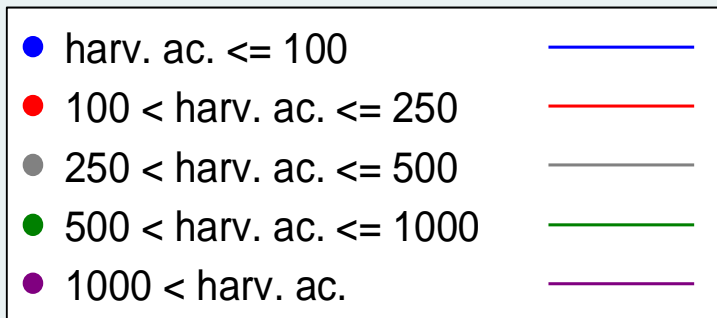 harv. ac. <= 100
100 < harv. ac. <= 250
250 < harv. ac. <= 500
500 < harv. ac. <= 1000
1000 < harv. ac.